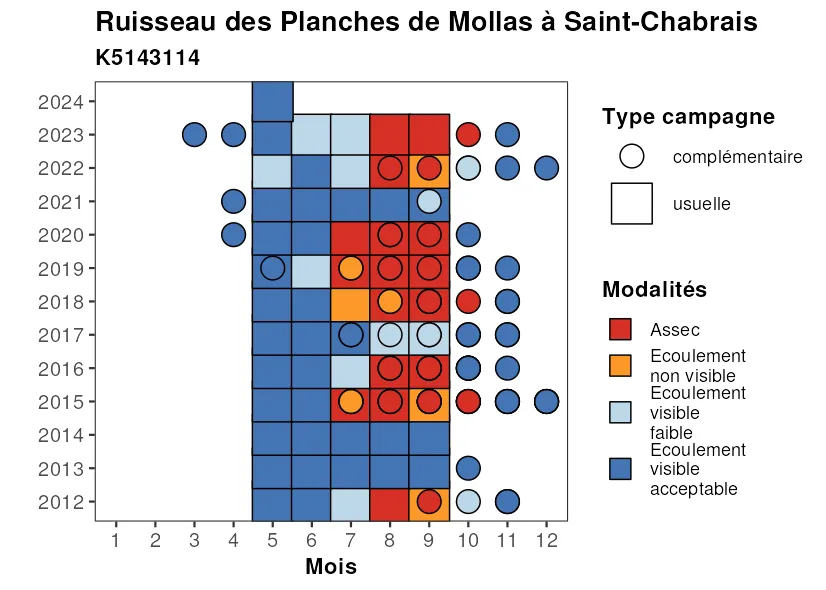 Ruisseau des Planches de Mollas à Saint-Chabrais
K5143114
2024
2023
2022
2021
2020
2019
2018
2017
2016
2015
2014
2013
2012
1 2 3 4 5 6 7 8 9 10 11 12
Mois
Type campagne
complémentaire
usuelle
Modalités
Assec
Ecoulement
non visible
Ecoulement
visible
faible
Ecoulement
visible
acceptable